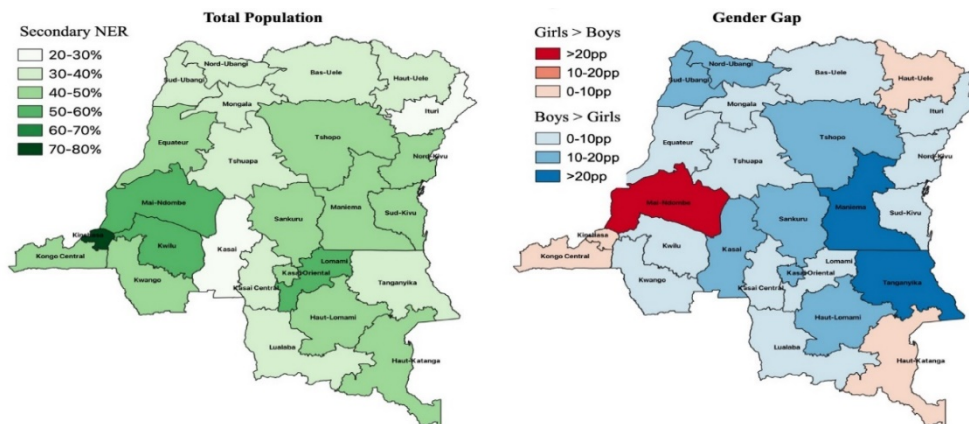 Total Population
Secondary NER
20-30%
30-40%
40-50%
50-60%
60-70%
70-80%
Nord-Ubangi
Sud-Ubangi
Bas-Uele
Haut-Uele
Mongala
Ituri
Equateur
Tshopo
Tshuapa
Nord-Kivu
Mai-Ndombe
Sankuru
Maniema
Sud-Kivu
Kinshasa
Kongo Central
Kwilu
Kasai
Lomami
Kasai Oriental
Kwango
Kasai Central
Tanganyika
Haut-Lomami
Lualaba
Haut-Katanga
Gender Gap
Girls > Boys
>20pp
10-20pp
0-10pp
Boys > Girls
0-10pp
10-20pp
>20pp
Nord-Ubangi
Sud-Ubangi
Bas-Uele
Haut-Uele
Mongala
Ituri
Equateur
Tshopo
Tshuapa
Nord-Kivu
Mai-Ndombe
Sankuru
Maniema
Sud-Kivu
Kinshasa
Kongo Central
Kwilu
Kasai
Lomami
Kasai Oriental
Kwango
Kasai Central
Tanganyika
Haut-Lomami
Lualaba
Haut-Katanga